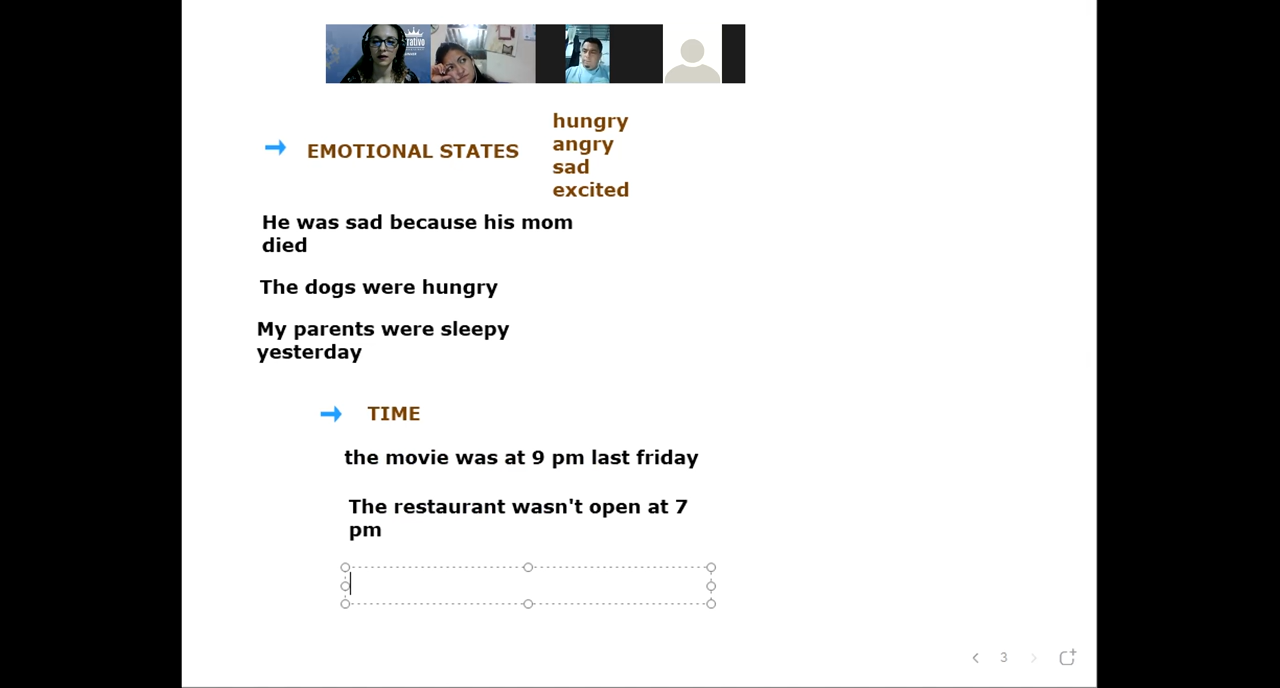 rativo
hungry
angry
EMOTIONAL STATES
sad
excited
He was sad because his mom
died
The dogs were hungry
My parents were sleepy
yesterday
TIME
the movie was at 9 pm last friday
The restaurant wasn't open at 7
pm
3